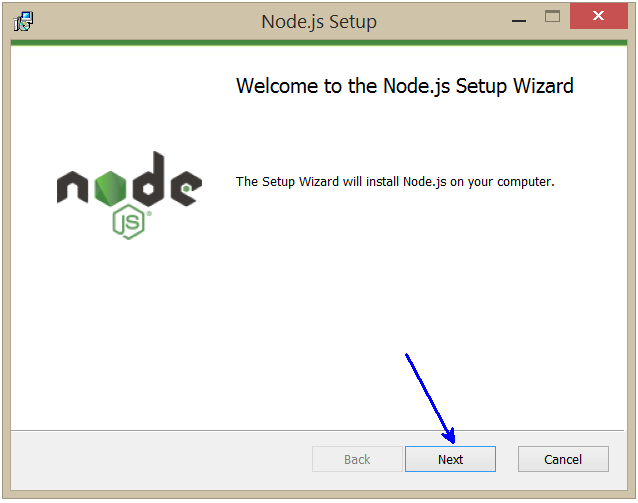 Node.js Setup
Welcome to the Node.js Setup Wizard
node
JS
The Setup Wizard will install Node.js on your computer.
Back
Next
Cancel